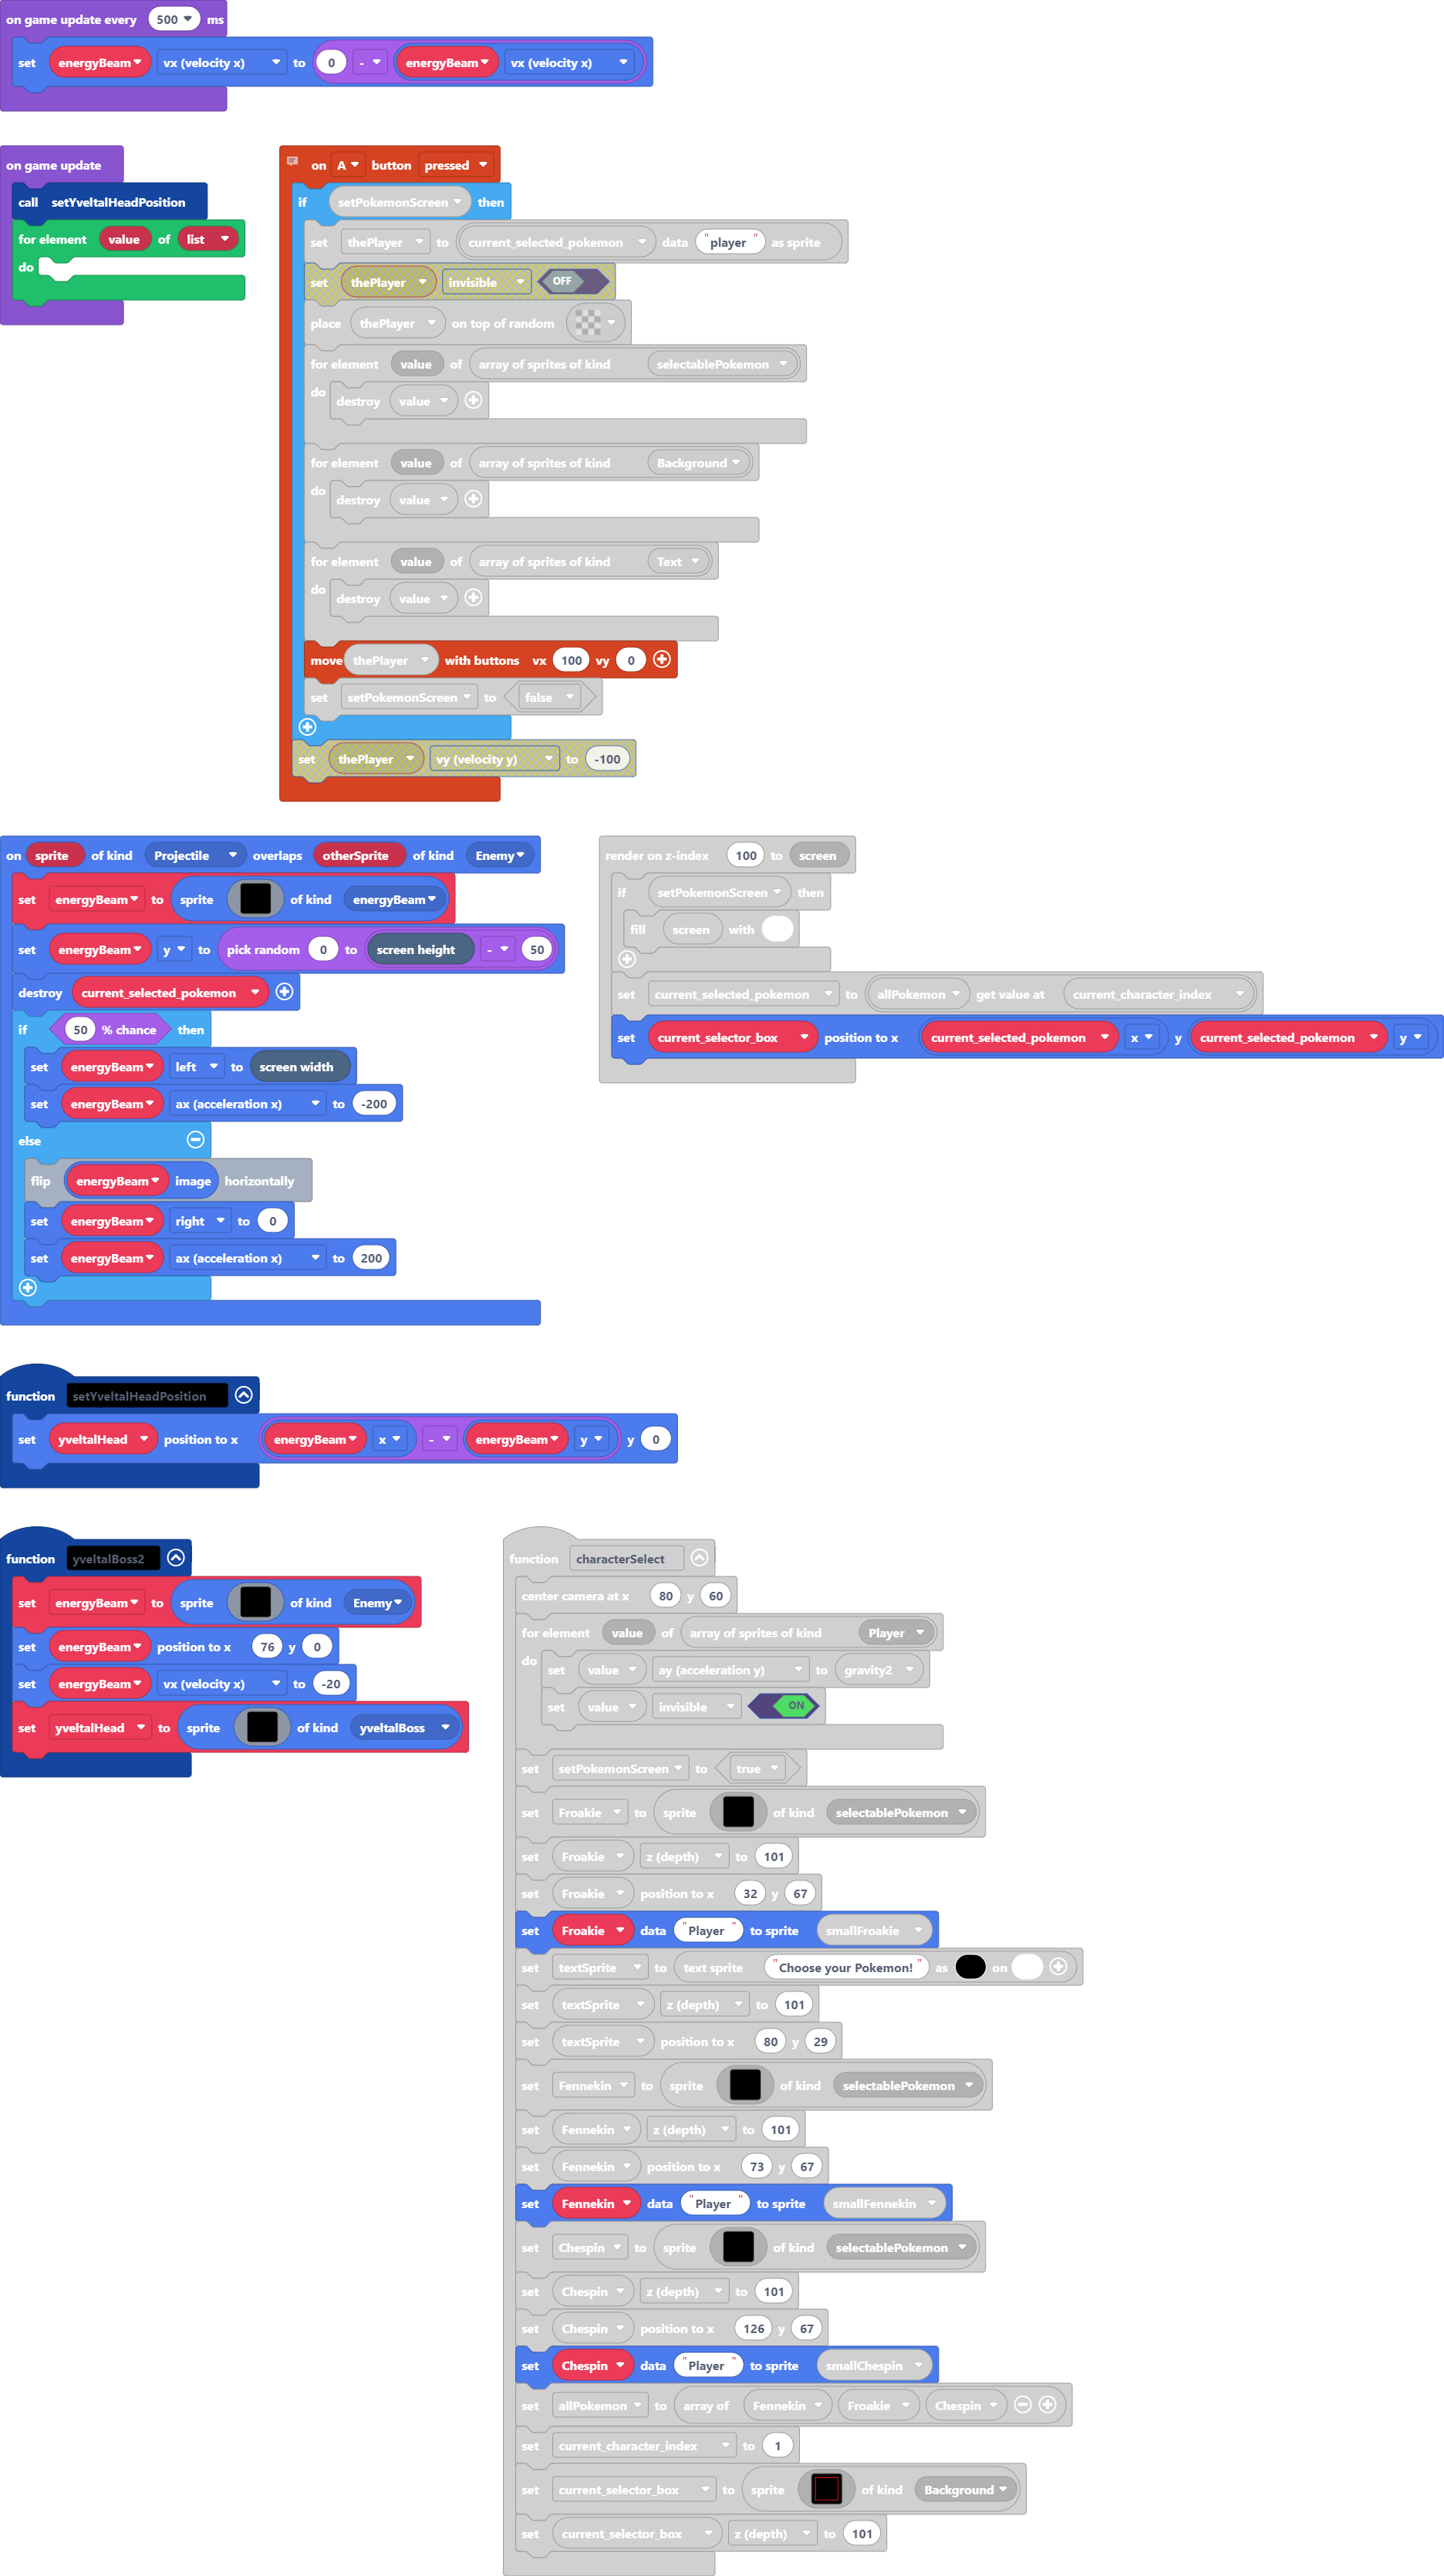 on game update every 500 ms
set energyBeam vx (velocity x) to 0 - energyBeam vx (velocity x)
on game update
call setYveltalHeadPosition
for element value of list
do
on A button pressed
if setPokemonScreen then
set thePlayer to current_selected_pokemon data "player" as sprite
set thePlayer invisible OFF
place thePlayer on top of random
for element value of array of sprites of kind selectablePokemon
do destroy value
for element value of array of sprites of kind Background
do destroy value
for element value of array of sprites of kind Text
do destroy value
move thePlayer with buttons vx 100 vy 0
set setPokemonScreen to false
set thePlayer vy (velocity y) to -100
on sprite of kind Projectile overlaps otherSprite of kind Enemy
set energyBeam to sprite of kind energyBeam
set energyBeam y to pick random 0 to screen height - 50
destroy current_selected_pokemon
if 50 % chance then
set energyBeam left to screen width
set energyBeam ax (acceleration x) to -200
else
flip energyBeam image horizontally
set energyBeam right to 0
set energyBeam ax (acceleration x) to 200
render on z-index 100 to screen
if setPokemonScreen then
fill screen with
set current_selected_pokemon to allPokemon get value at current_character_index
set current_selector_box position to x current_selected_pokemon x y current_selected_pokemon y
function setYveltalHeadPosition
set yveltalHead position to x energyBeam x - energyBeam y y 0
function yveltalBoss2
set energyBeam to sprite of kind Enemy
set energyBeam position to x 76 y 0
set energyBeam vx (velocity x) to -20
set yveltalHead to sprite of kind yveltalBoss
function characterSelect
center camera at x 80 y 60
for element value of array of sprites of kind Player
do set value ay (acceleration y) to gravity2
set value invisible ON
set setPokemonScreen to true
set Froakie to sprite of kind selectablePokemon
set Froakie z (depth) to 101
set Froakie position to x 32 y 67
set Froakie data "Player" to sprite smallFroakie
set textSprite to text sprite "Choose your Pokemon!" as on
set textSprite z (depth) to 101
set textSprite position to x 80 y 29
set Fennekin to sprite of kind selectablePokemon
set Fennekin z (depth) to 101
set Fennekin position to x 73 y 67
set Fennekin data "Player" to sprite smallFennekin
set Chespin to sprite of kind selectablePokemon
set Chespin z (depth) to 101
set Chespin position to x 126 y 67
set Chespin data "Player" to sprite smallChespin
set allPokemon to array of Fennekin Froakie Chespin
set current_character_index to 1
set current_selector_box to sprite of kind Background
set current_selector_box z (depth) to 101